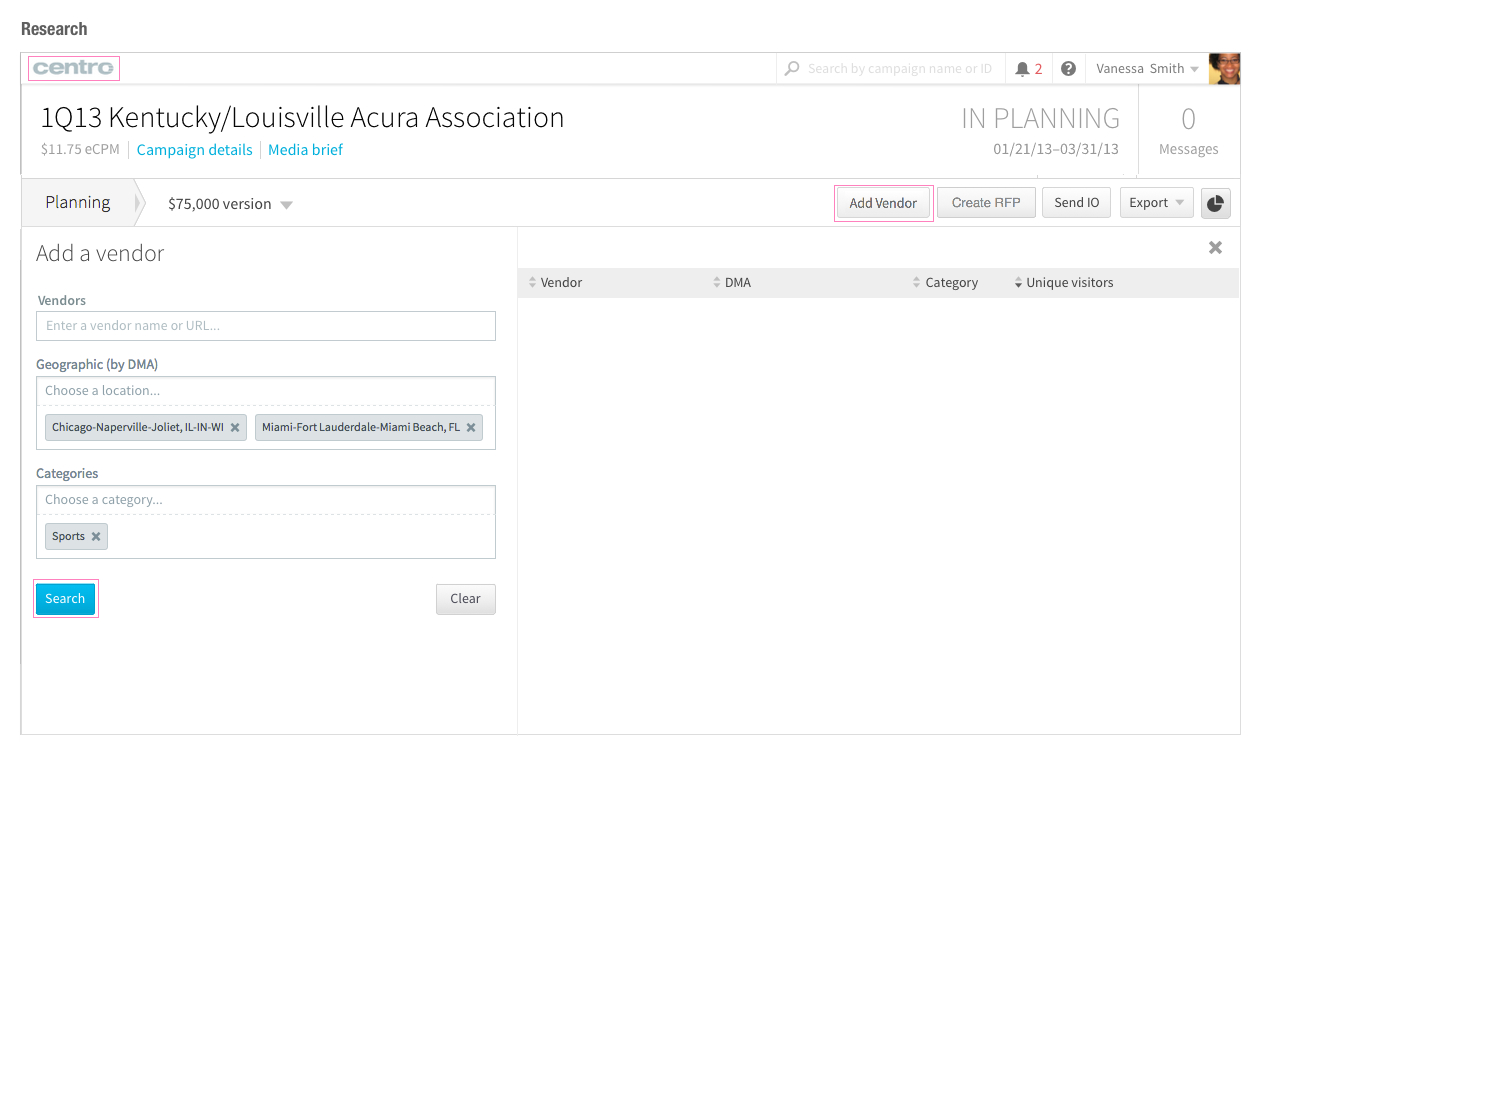 Research
centro
Search by campaign name or ID
2
?
Vanessa Smith
1Q13 Kentucky/Louisville Acura Association
IN PLANNING
0
$11.75 eCPM
Campaign details
Media brief
01/21/13–03/31/13
Messages
Planning
$75,000 version
Add Vendor
Create RFP
Send IO
Export
Add a vendor
Vendor
DMA
Category
Unique visitors
Vendors
Enter a vendor name or URL...
Geographic (by DMA)
Choose a location...
Chicago-Naperville-Joliet, IL-IN-WI
Miami-Fort Lauderdale-Miami Beach, FL
Categories
Choose a category...
Sports
Search
Clear